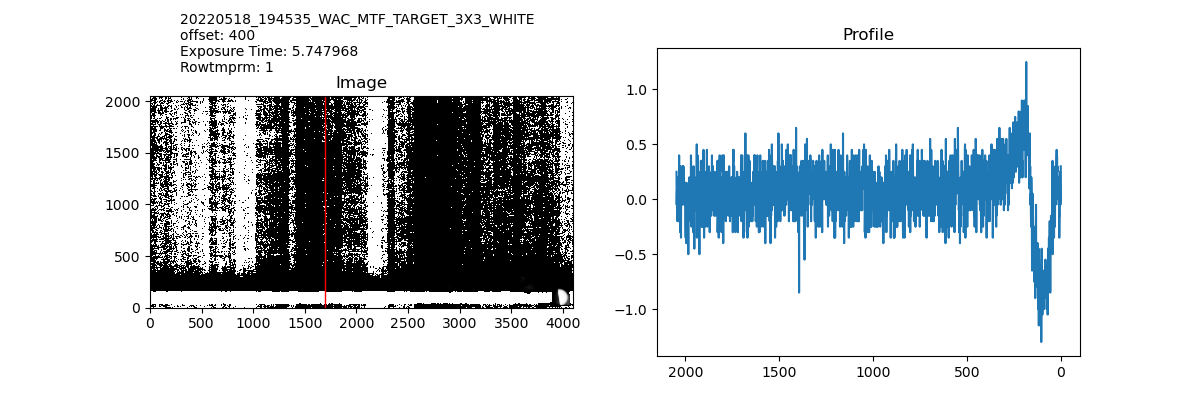 20220518_194535_WAC_MTF_TARGET_3X3_WHITE
offset: 400
Exposure Time: 5.747968
Rowtmprm: 1
Image
2000
1500
1000
500
0
0 500 1000 1500 2000 2500 3000 3500 4000
Profile
1.0
0.5
0.0
−0.5
−1.0
2000 1500 1000 500 0